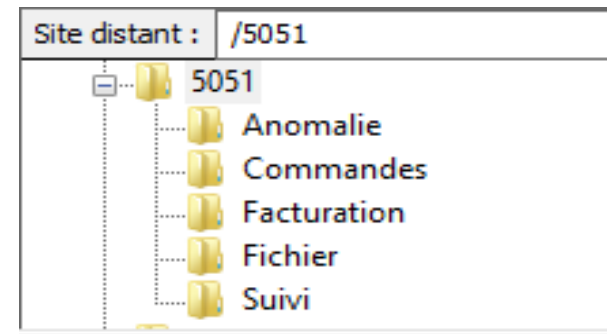 Site distant : /5051
5051
Anomalie
Commandes
Facturation
Fichier
Suivi